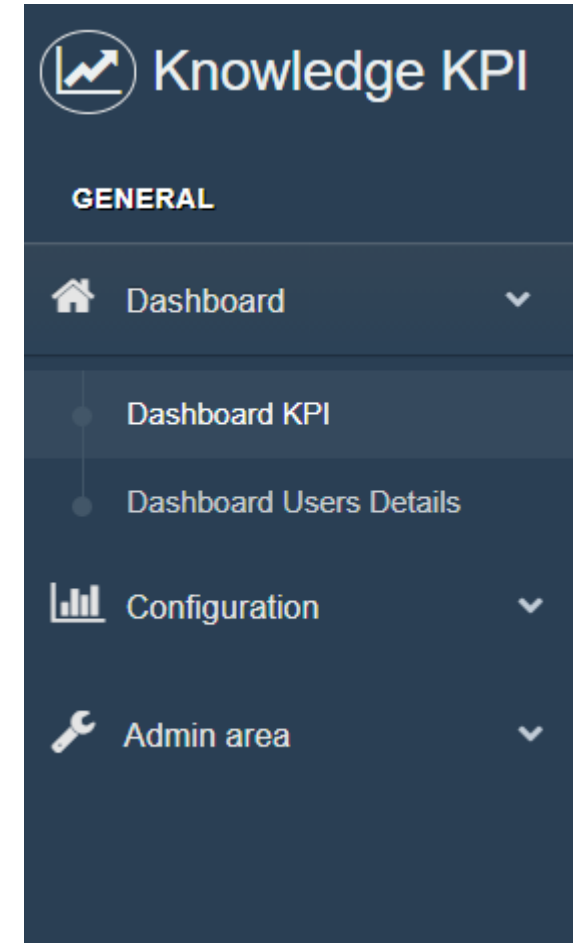 Knowledge KPI
GENERAL
Dashboard
Dashboard KPI
Dashboard Users Details
Configuration
Admin area